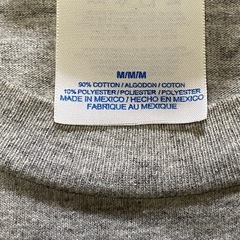 M/M/M
90% COTTON / ALGODON / COTON
10% POLYESTER / POLIESTER / POLYESTER
MADE IN MEXICO / HECHO EN MEXICO
FABRIQUE AU MEXIQUE